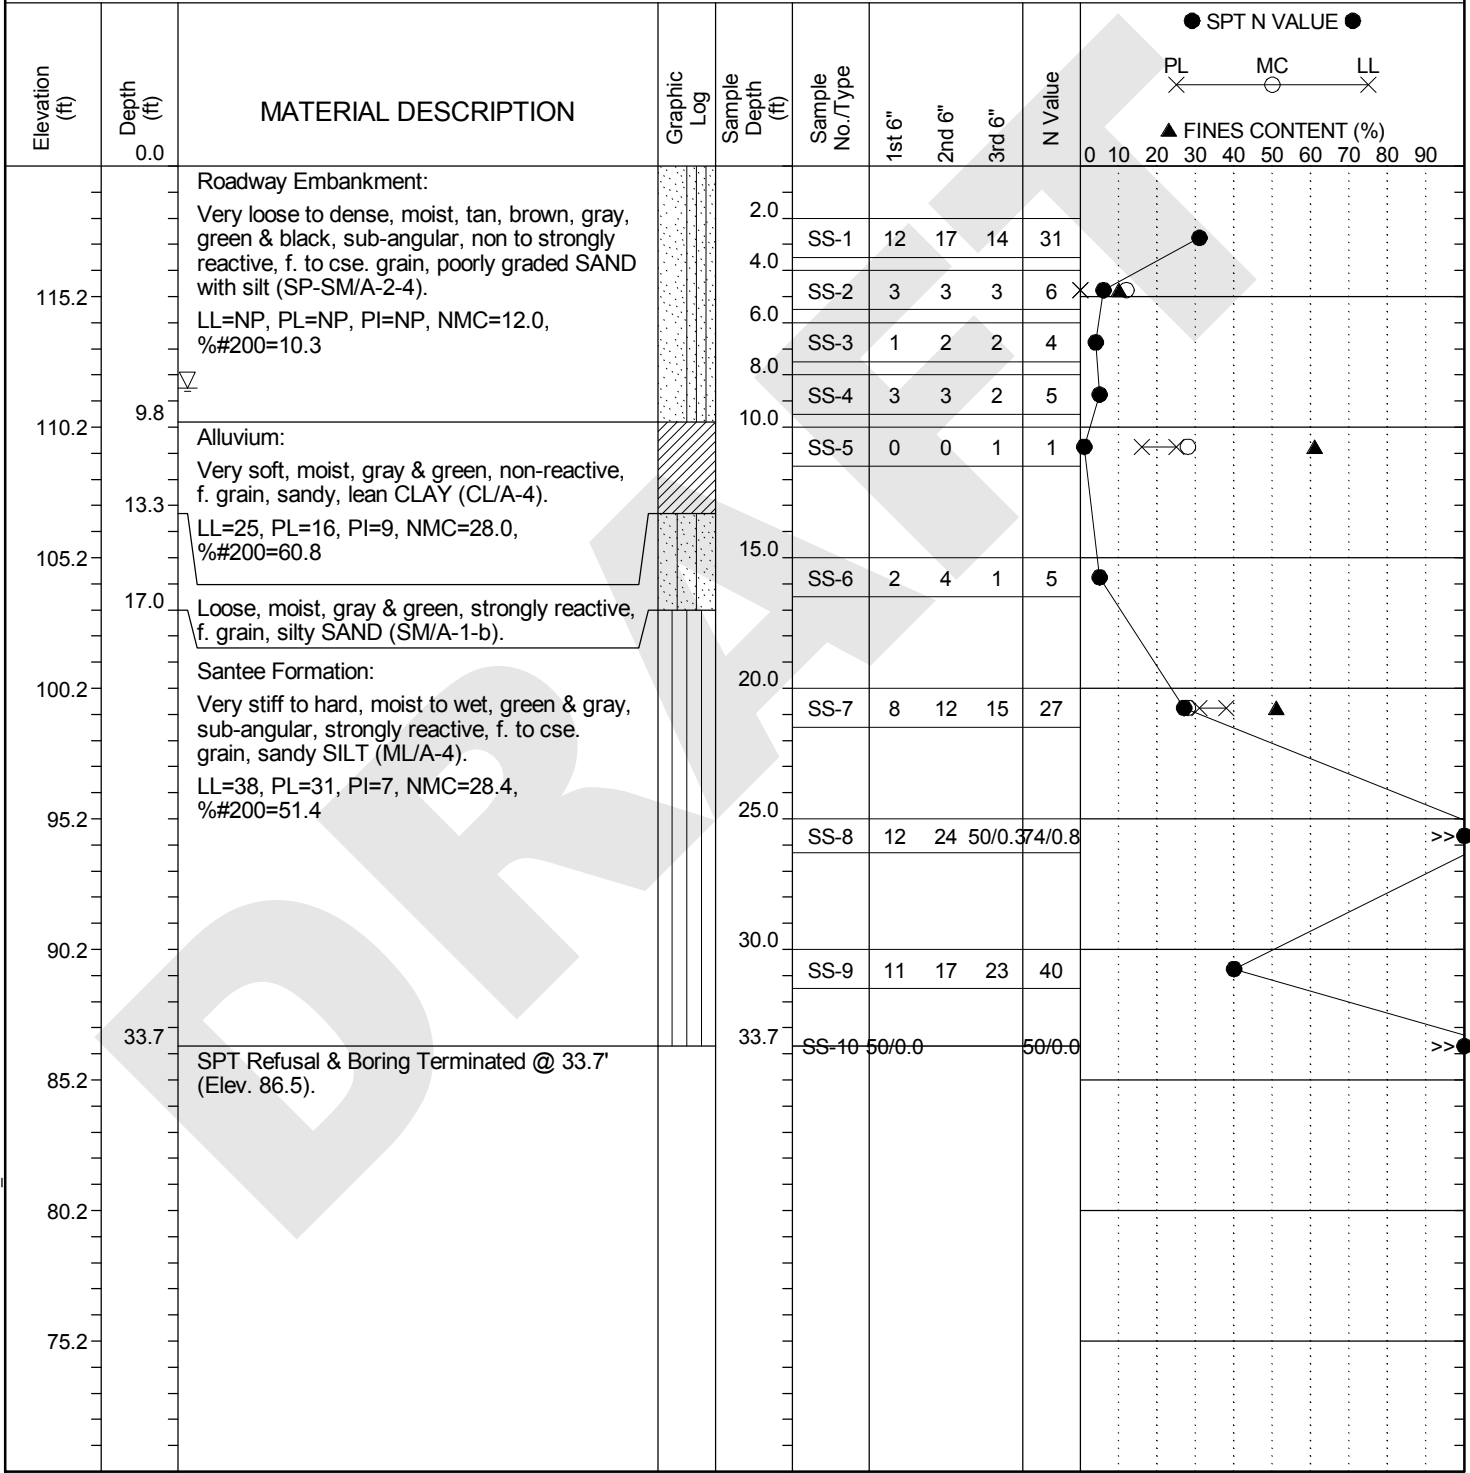 ● SPT N VALUE ●
PL MC LL
▲ FINES CONTENT (%)
0 10 20 30 40 50 60 70 80 90
Elevation
(ft)
Depth
(ft)
0.0
MATERIAL DESCRIPTION
Graphic
Log
Sample
Depth
(ft)
Sample
No./Type
1st 6"
2nd 6"
3rd 6"
N Value
Roadway Embankment:
Very loose to dense, moist, tan, brown, gray,
green & black, sub-angular, non to strongly
reactive, f. to cse. grain, poorly graded SAND
with silt (SP-SM/A-2-4).
LL=NP, PL=NP, PI=NP, NMC=12.0,
%#200=10.3
9.8
Alluvium:
Very soft, moist, gray & green, non-reactive,
f. grain, sandy, lean CLAY (CL/A-4).
13.3
LL=25, PL=16, PI=9, NMC=28.0,
%#200=60.8
17.0
Loose, moist, gray & green, strongly reactive,
f. grain, silty SAND (SM/A-1-b).
Santee Formation:
Very stiff to hard, moist to wet, green & gray,
sub-angular, strongly reactive, f. to cse.
grain, sandy SILT (ML/A-4).
LL=38, PL=31, PI=7, NMC=28.4,
%#200=51.4
33.7
SPT Refusal & Boring Terminated @ 33.7'
(Elev. 86.5).
115.2
110.2
105.2
100.2
95.2
90.2
85.2
80.2
75.2
2.0
SS-1 12 17 14 31
4.0
SS-2 3 3 3 6
6.0
SS-3 1 2 2 4
8.0
SS-4 3 3 2 5
10.0
SS-5 0 0 1 1
15.0
SS-6 2 4 1 5
20.0
SS-7 8 12 15 27
25.0
SS-8 12 24 50/0.3 74/0.8 >>
30.0
SS-9 11 17 23 40
33.7
SS-10 50/0.0 50/0.0 >>
DRAFT